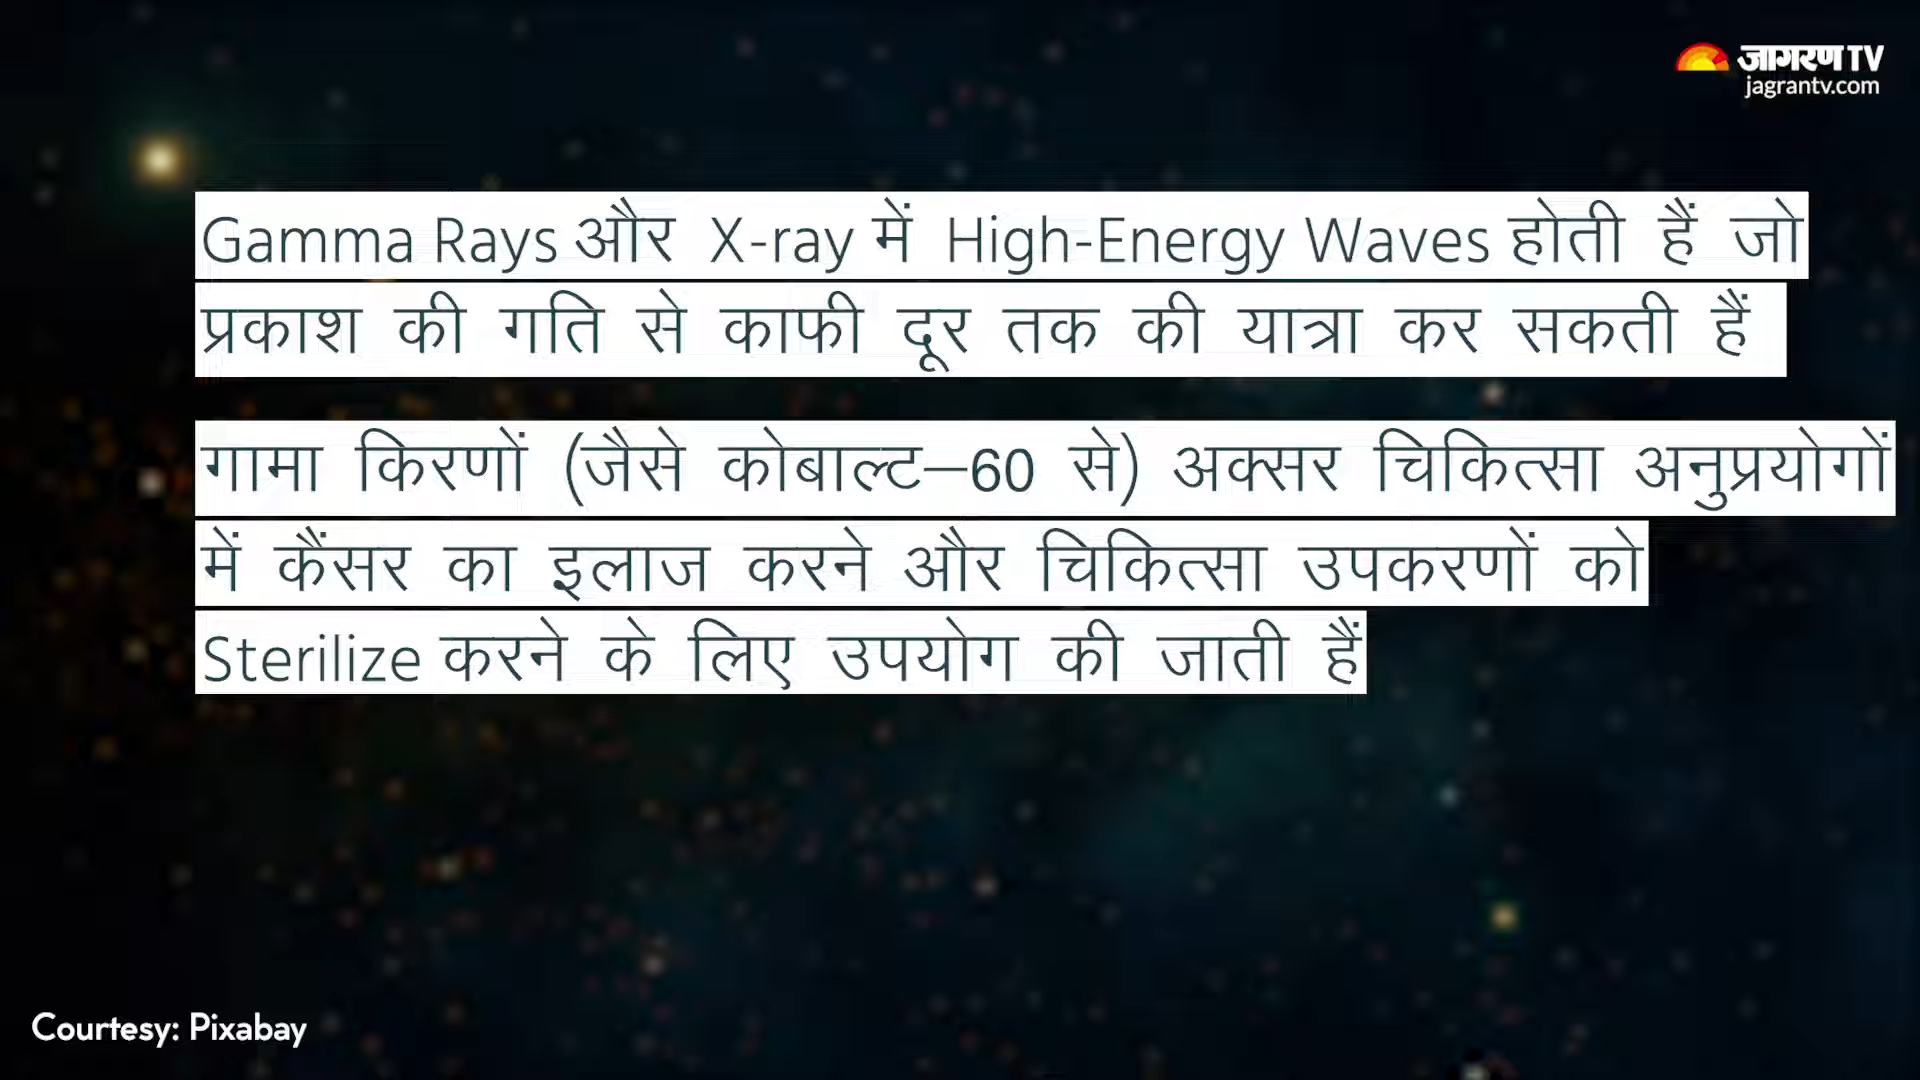 जागरण TV
jagrantv.com
Gamma Rays और X-ray में High-Energy Waves होती हैं जो
प्रकाश की गति से काफी दूर तक की यात्रा कर सकती हैं
गामा किरणों (जैसे कोबाल्ट–60 से) अक्सर चिकित्सा अनुप्रयोगों
में कैंसर का इलाज करने और चिकित्सा उपकरणों को
Sterilize करने के लिए उपयोग की जाती हैं
Courtesy: Pixabay